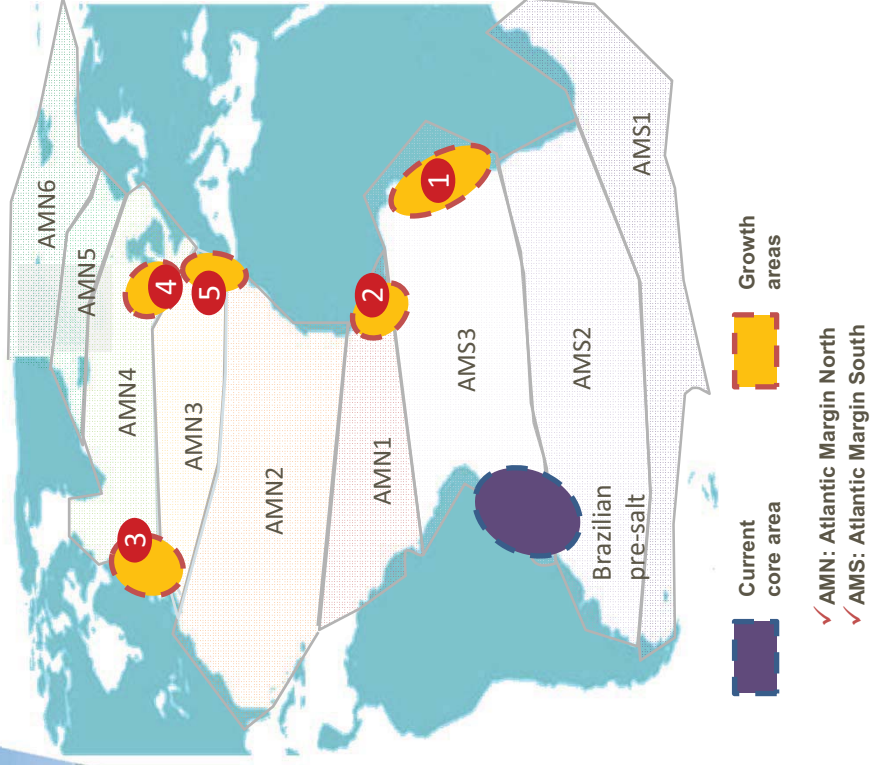 AMN6
AMN5
4
5
AMN4
3
AMN3
AMN2
1
2
AMN1
AMS3
AMS2
AMS1
Brazilian
pre-salt
Current
core area
Growth
areas
AMN: Atlantic Margin North
AMS: Atlantic Margin South